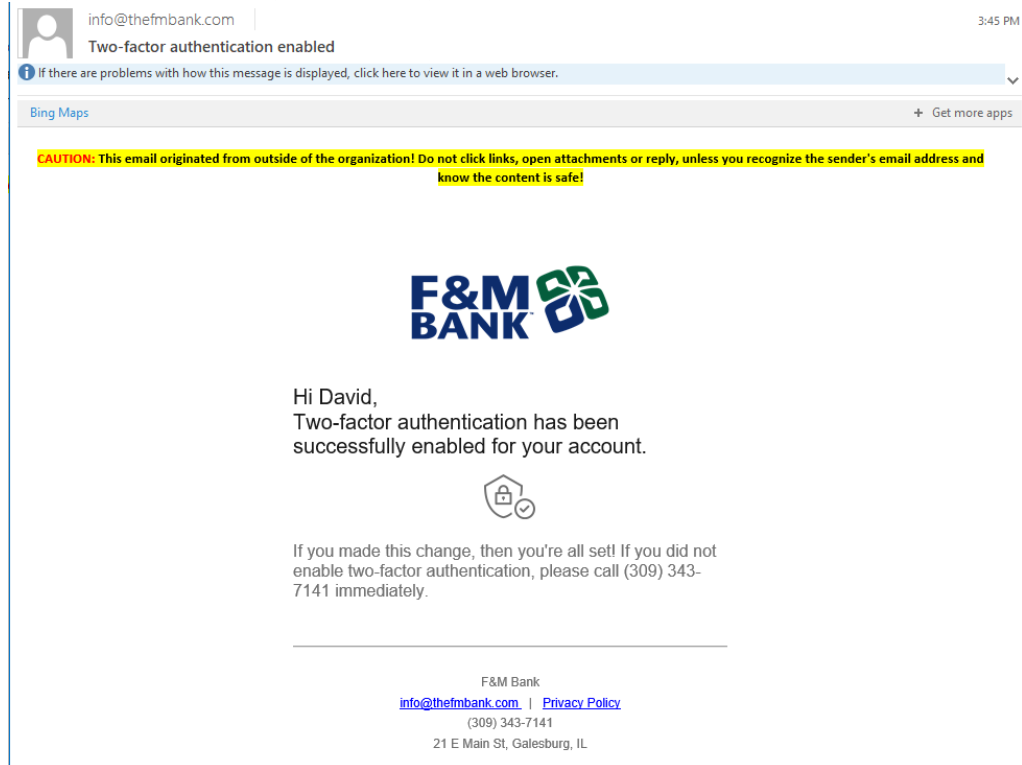 info@thefmbank.com
3:45 PM
Two-factor authentication enabled
If there are problems with how this message is displayed, click here to view it in a web browser.
Bing Maps
+ Get more apps
CAUTION: This email originated from outside of the organization! Do not click links, open attachments or reply, unless you recognize the sender's email address and
know the content is safe!
F&M
BANK
Hi David,
Two-factor authentication has been
successfully enabled for your account.
If you made this change, then you're all set! If you did not
enable two-factor authentication, please call (309) 343-
7141 immediately.
F&M Bank
info@thefmbank.com | Privacy Policy
(309) 343-7141
21 E Main St, Galesburg, IL